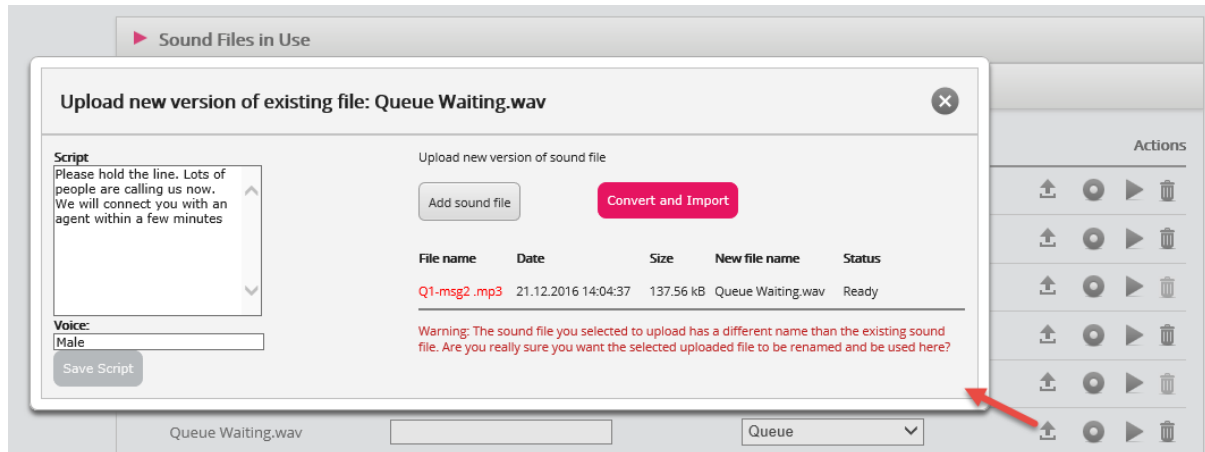 Sound Files in Use
Upload new version of existing file: Queue Waiting.wav
Actions
Script
Please hold the line. Lots of
people are calling us now.
We will connect you with an
agent within a few minutes
Voice:
Male
Save Script
Upload new version of sound file
Add sound file
Convert and Import
File name Date Size New file name Status
Q1-msg2 .mp3 21.12.2016 14:04:37 137.56 kB Queue Waiting.wav Ready
Warning: The sound file you selected to upload has a different name than the existing sound
file. Are you really sure you want the selected uploaded file to be renamed and be used here?
Queue Waiting.wav Queue